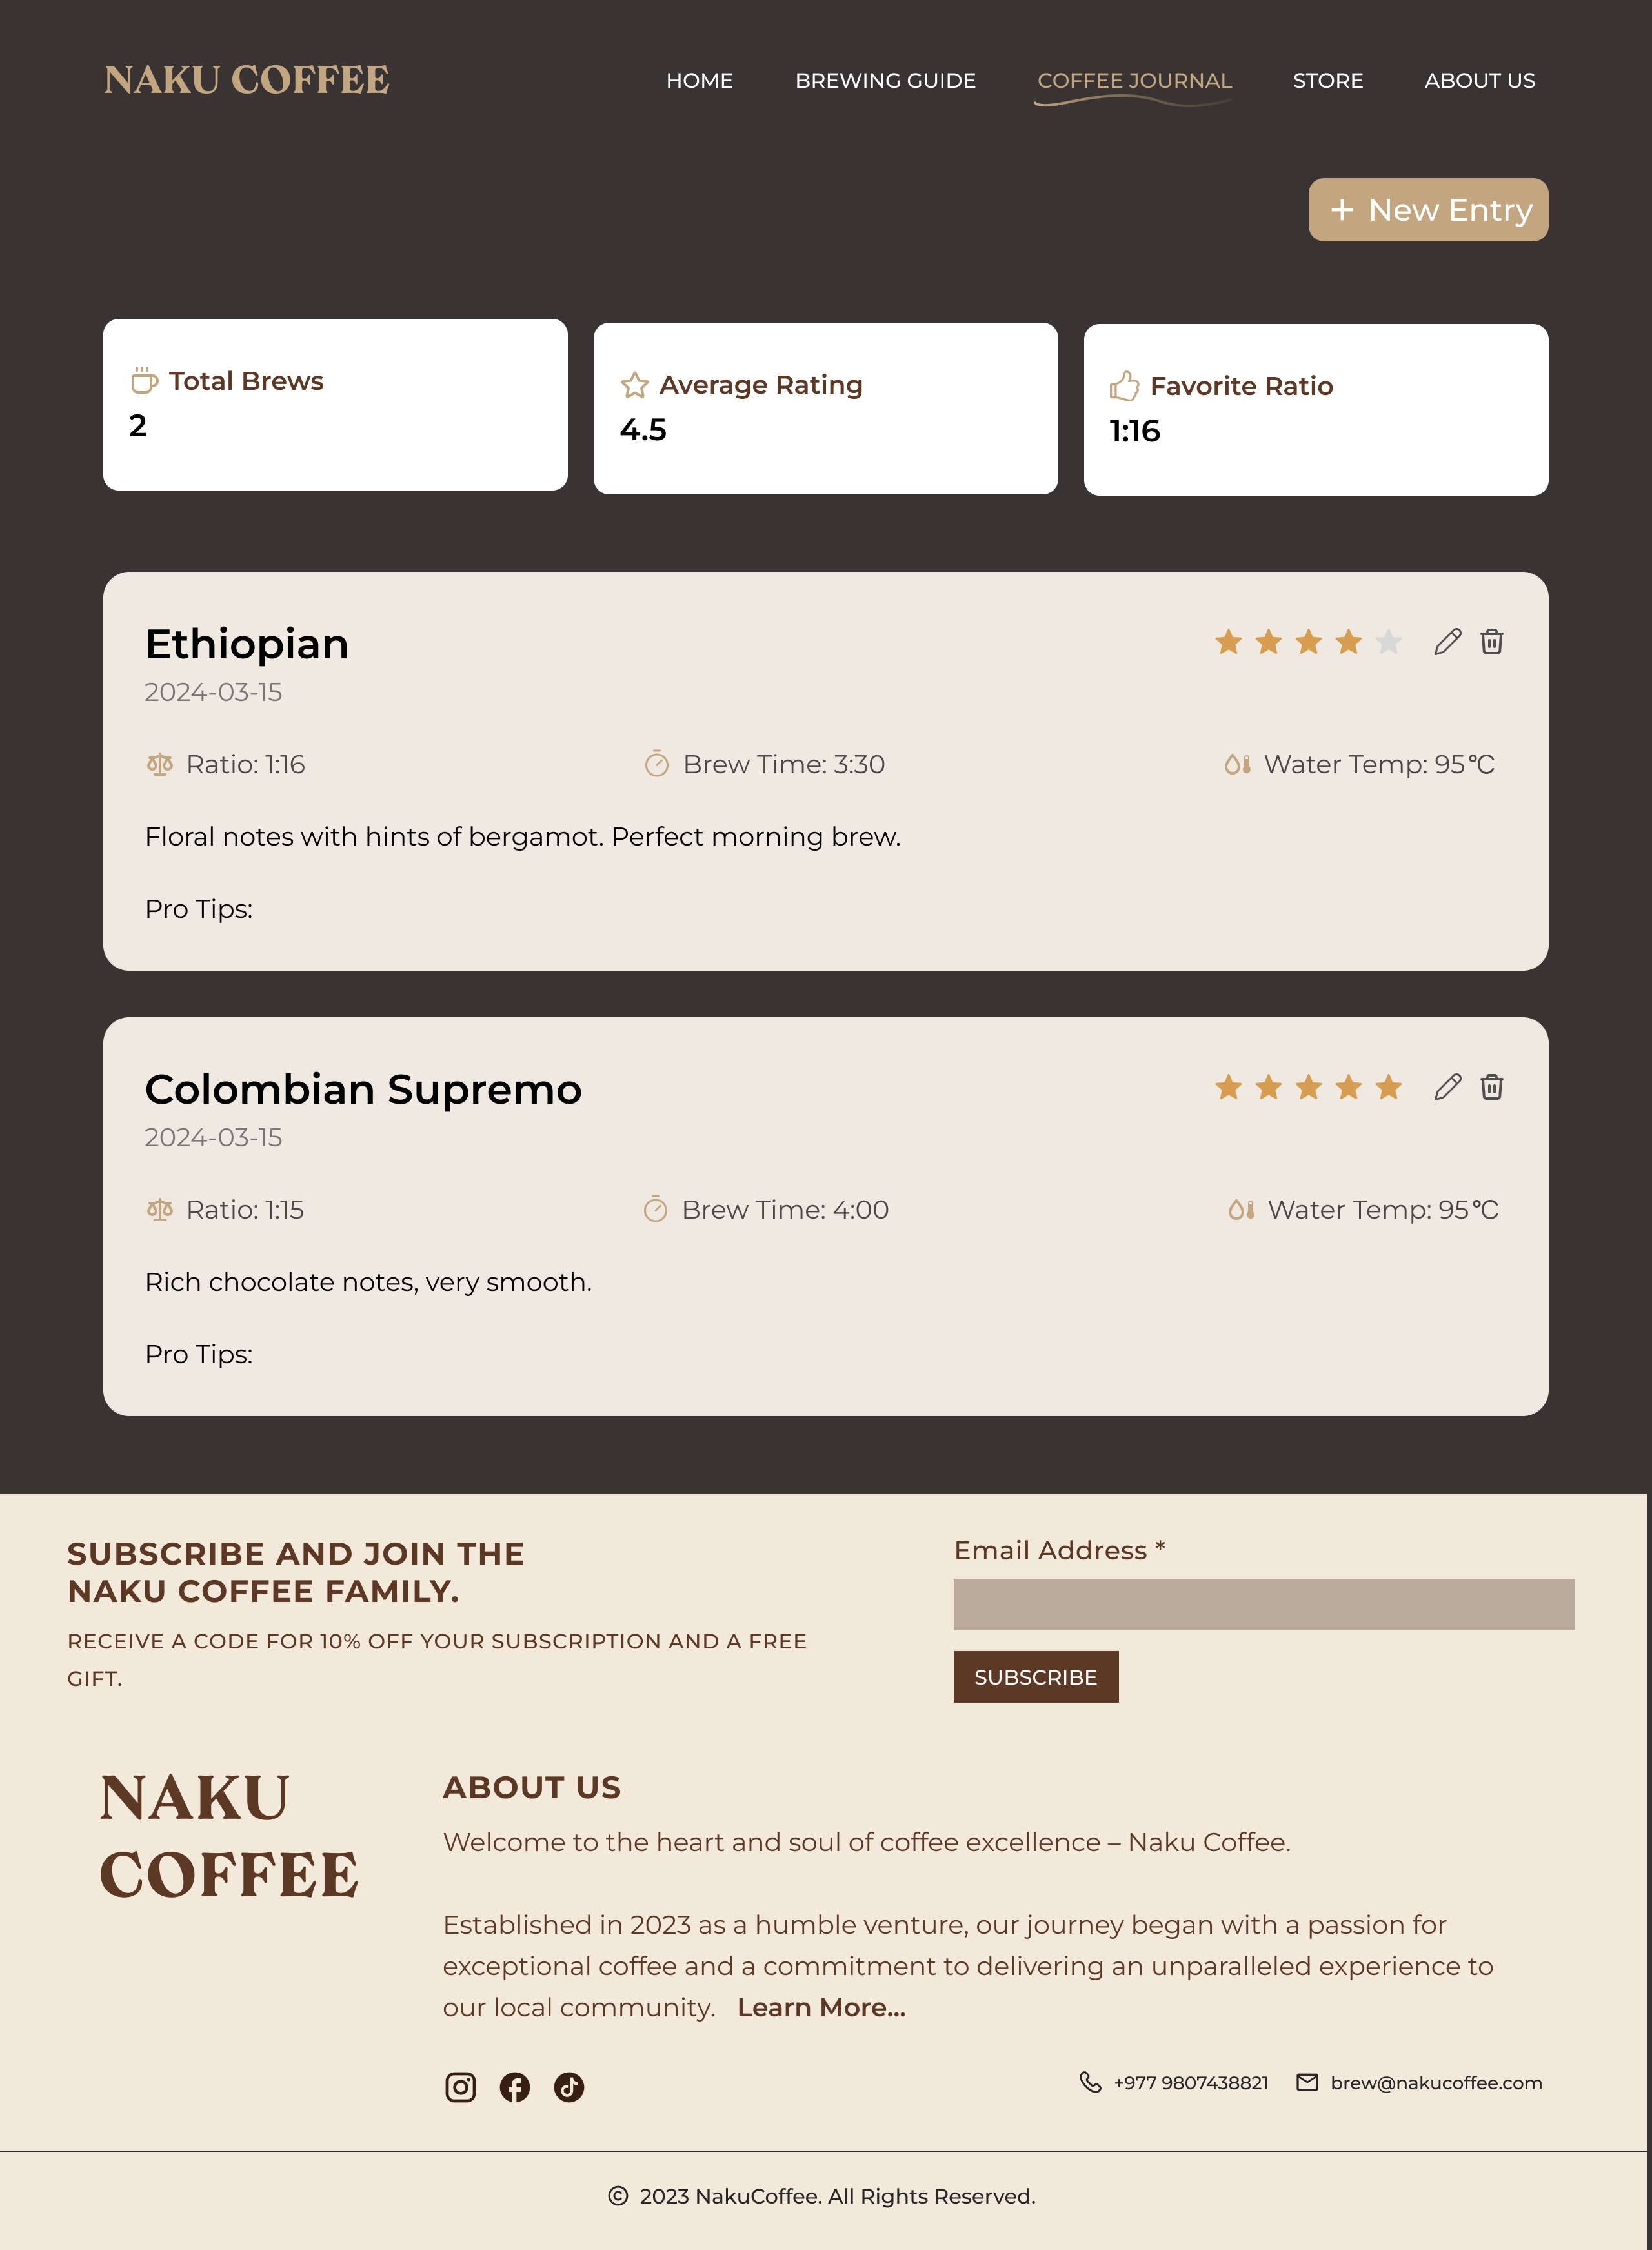 NAKU COFFEE
HOME
BREWING GUIDE
COFFEE JOURNAL
STORE
ABOUT US
+ New Entry
Total Brews
2
Average Rating
4.5
Favorite Ratio
1:16
Ethiopian
2024-03-15
Ratio: 1:16
Brew Time: 3:30
Water Temp: 95℃
Floral notes with hints of bergamot. Perfect morning brew.
Pro Tips:
Colombian Supremo
2024-03-15
Ratio: 1:15
Brew Time: 4:00
Water Temp: 95℃
Rich chocolate notes, very smooth.
Pro Tips:
SUBSCRIBE AND JOIN THE
NAKU COFFEE FAMILY.
RECEIVE A CODE FOR 10% OFF YOUR SUBSCRIPTION AND A FREE
GIFT.
Email Address *
SUBSCRIBE
NAKU
COFFEE
ABOUT US
Welcome to the heart and soul of coffee excellence – Naku Coffee.
Established in 2023 as a humble venture, our journey began with a passion for
exceptional coffee and a commitment to delivering an unparalleled experience to
our local community. Learn More...
+977 9807438821
brew@nakucoffee.com
© 2023 NakuCoffee. All Rights Reserved.